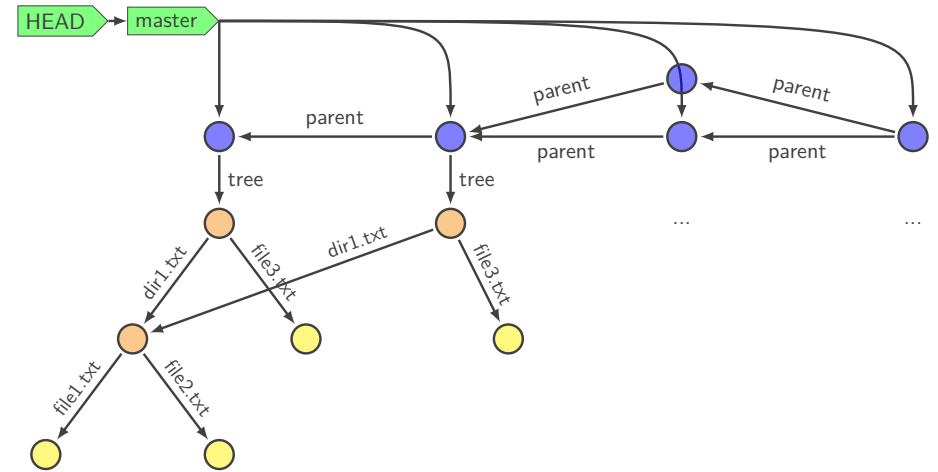 HEAD
master
parent
parent
parent
parent
parent
tree
tree
...
...
dir1.txt
file3.txt
dir1.txt
file3.txt
file1.txt
file2.txt